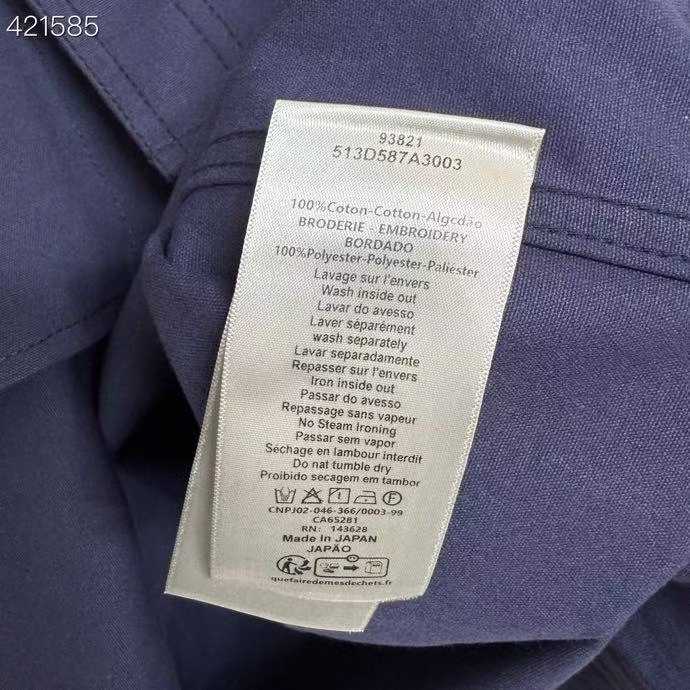 421585
93821
513D587A3003
100%Coton-Cotton-Algcdão
BRODERIE - EMBROIDERY
BORDADO
100%Polyester-Polyester-Paliéster
Lavage sur l'envers
Wash inside out
Lavar do avesso
Laver séparément
wash separately
Lavar separadamente
Repasser sur l'envers
Iron inside out
Passar do avesso
Repassage sans vapeur
No Steam Ironing
Passar sem vapor
Séchage en lambour interdit
Do nat tumble dry
Proibido secagem em tambor
CNPJ02-046-366/0003-99
CA65281
RN: 143628
Made In JAPAN
JAPÃO
quefairedemesdechets.fr